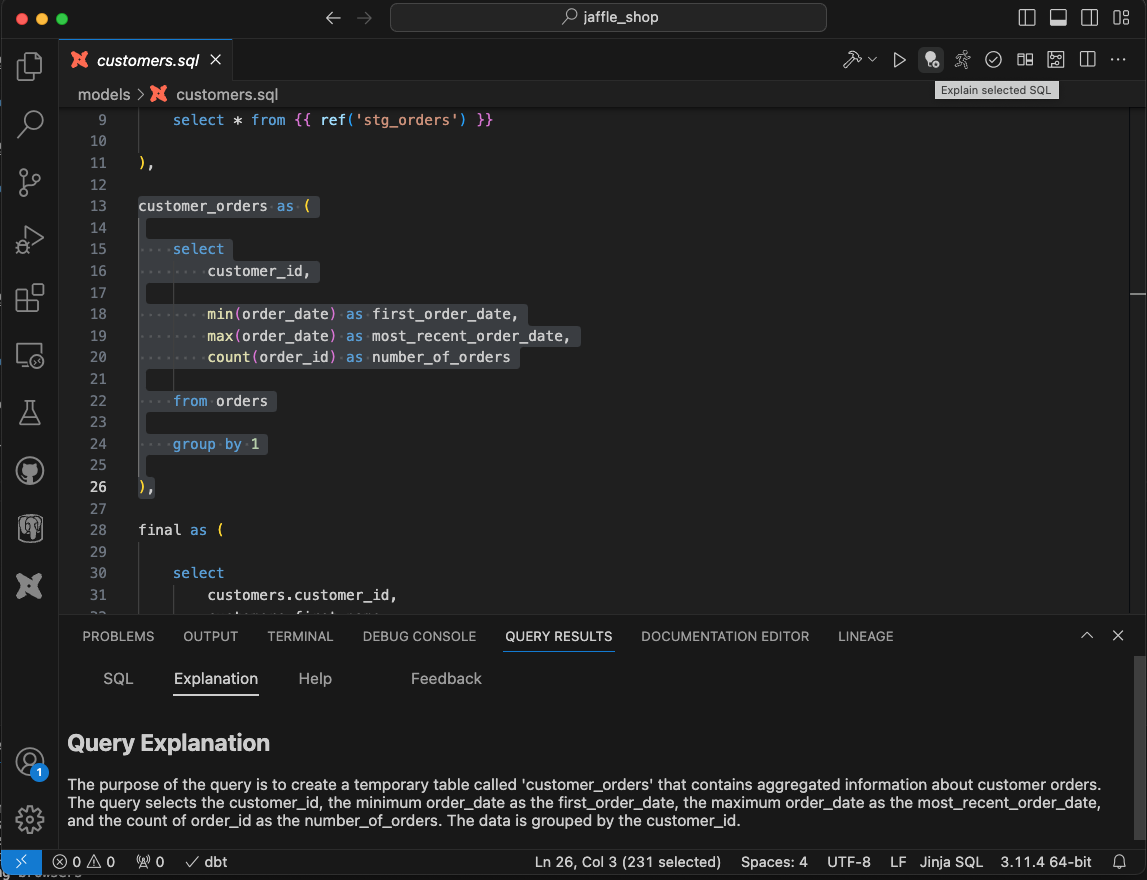 jaffle_shop
customers.sql
Explain selected SQL
models > customers.sql
9 select * from {{ ref('stg_orders') }}
10
11 ),
12
13 customer_orders as (
14
15 select
16 customer_id,
17
18 min(order_date) as first_order_date,
19 max(order_date) as most_recent_order_date,
20 count(order_id) as number_of_orders
21
22 from orders
23
24 group by 1
25
26 ),
27
28 final as (
29
30 select
31 customers.customer_id,
PROBLEMS OUTPUT TERMINAL DEBUG CONSOLE QUERY RESULTS DOCUMENTATION EDITOR LINEAGE
SQL Explanation Help Feedback
Query Explanation
The purpose of the query is to create a temporary table called 'customer_orders' that contains aggregated information about customer orders.
The query selects the customer_id, the minimum order_date as the first_order_date, the maximum order_date as the most_recent_order_date,
and the count of order_id as the number_of_orders. The data is grouped by the customer_id.
1
0 0 0 dbt Ln 26, Col 3 (231 selected) Spaces: 4 UTF-8 LF Jinja SQL 3.11.4 64-bit